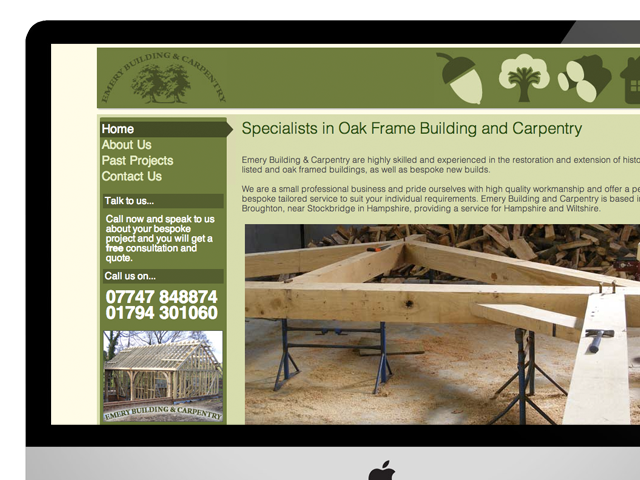 EMERY BUILDING & CARPENTRY
Home
About Us
Past Projects
Contact Us
Talk to us...
Call now and speak to us
about your bespoke
project and you will get a
free consultation and
quote.
Call us on...
07747 848874
01794 301060
EMERY BUILDING & CARPENTRY
Specialists in Oak Frame Building and Carpentry
Emery Building & Carpentry are highly skilled and experienced in the restoration and extension of
listed and oak framed buildings, as well as bespoke new builds.
We are a small professional business and pride ourselves with high quality workmanship and offer a
bespoke tailored service to suit your individual requirements. Emery Building and Carpentry is based
Broughton, near Stockbridge in Hampshire, providing a service for Hampshire and Wiltshire.